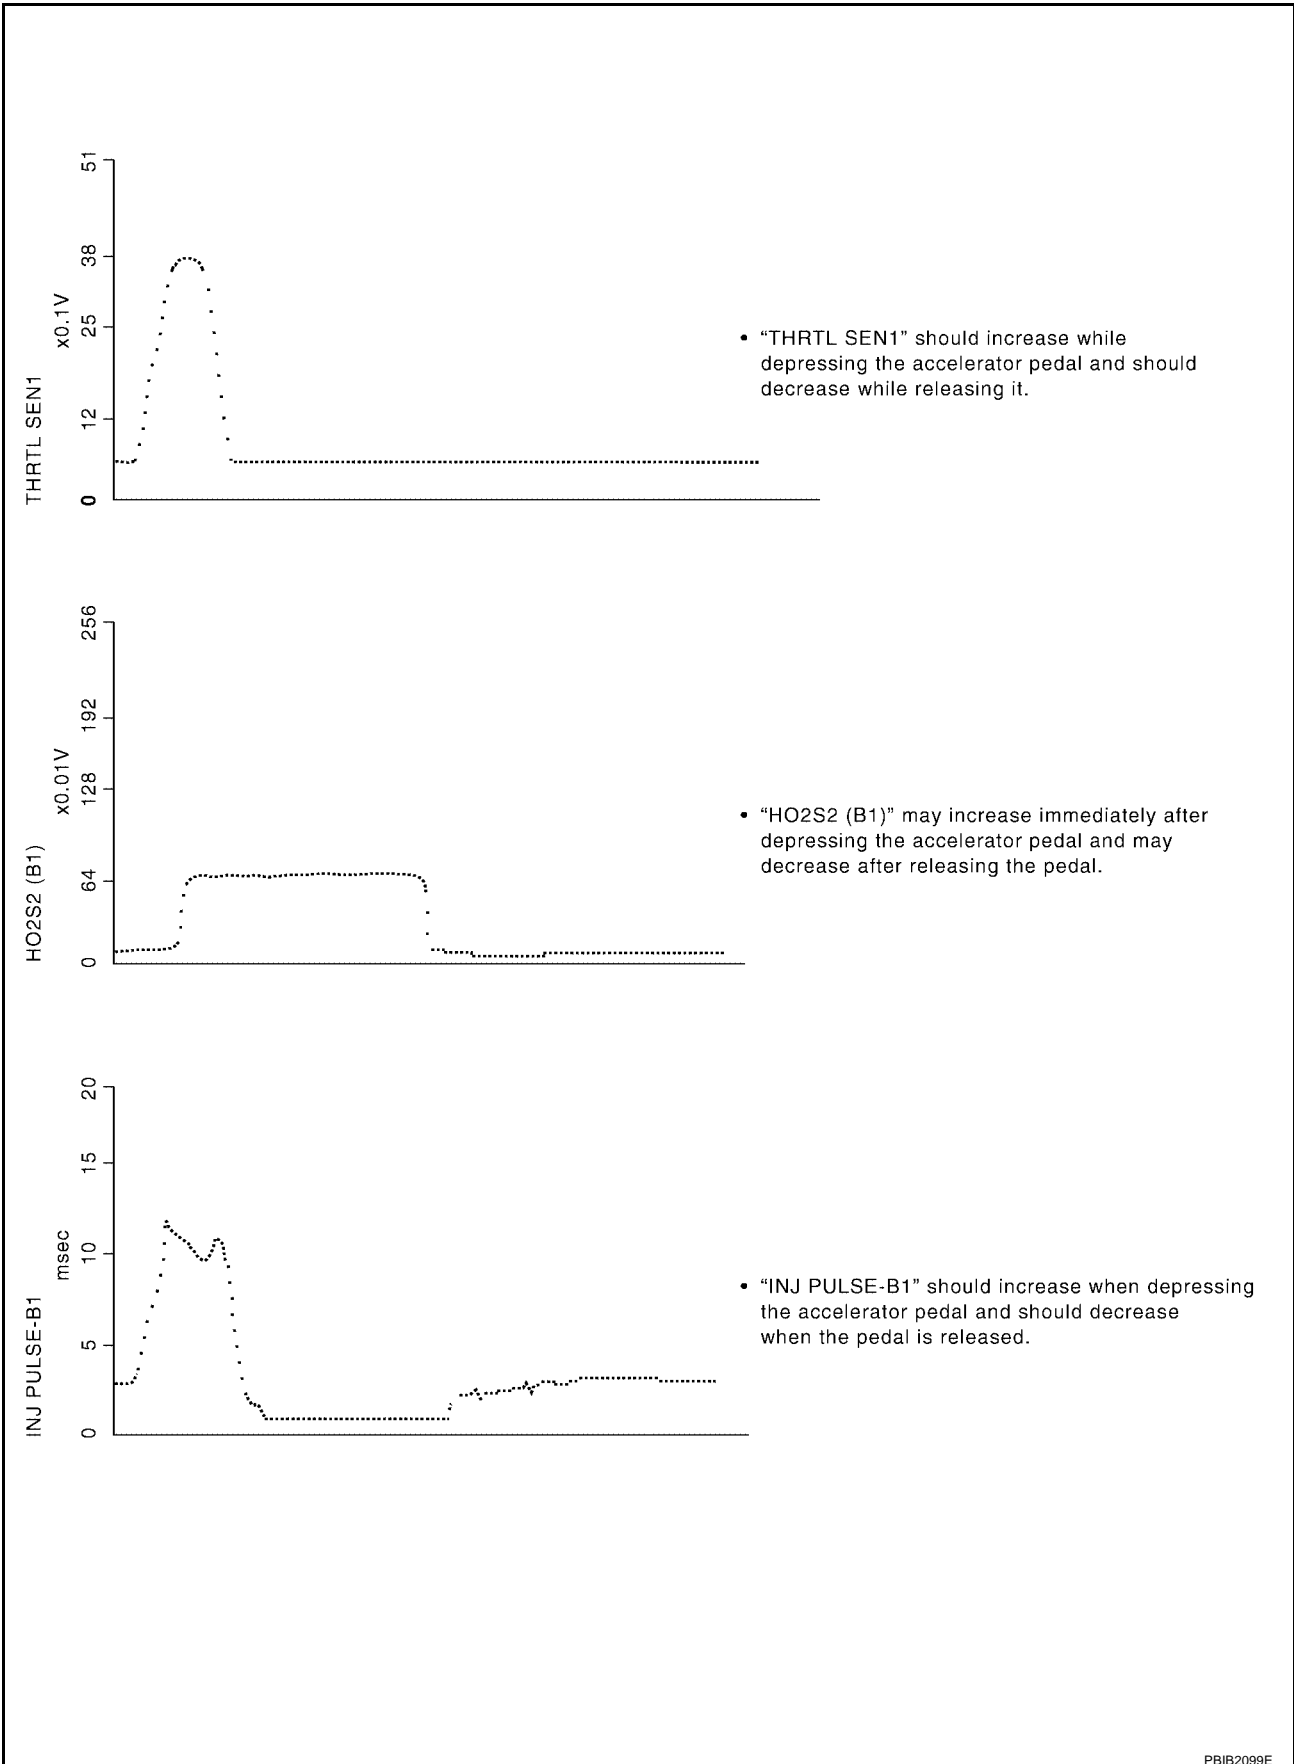 THRTL SEN1
x0.1V
51
38
25
12
0
• “THRTL SEN1” should increase while
depressing the accelerator pedal and should
decrease while releasing it.
HO2S2 (B1)
x0.01V
256
192
128
64
0
• “HO2S2 (B1)” may increase immediately after
depressing the accelerator pedal and may
decrease after releasing the pedal.
INJ PULSE-B1
msec
20
15
10
5
0
• “INJ PULSE-B1” should increase when depressing
the accelerator pedal and should decrease
when the pedal is released.
PBIB2099E